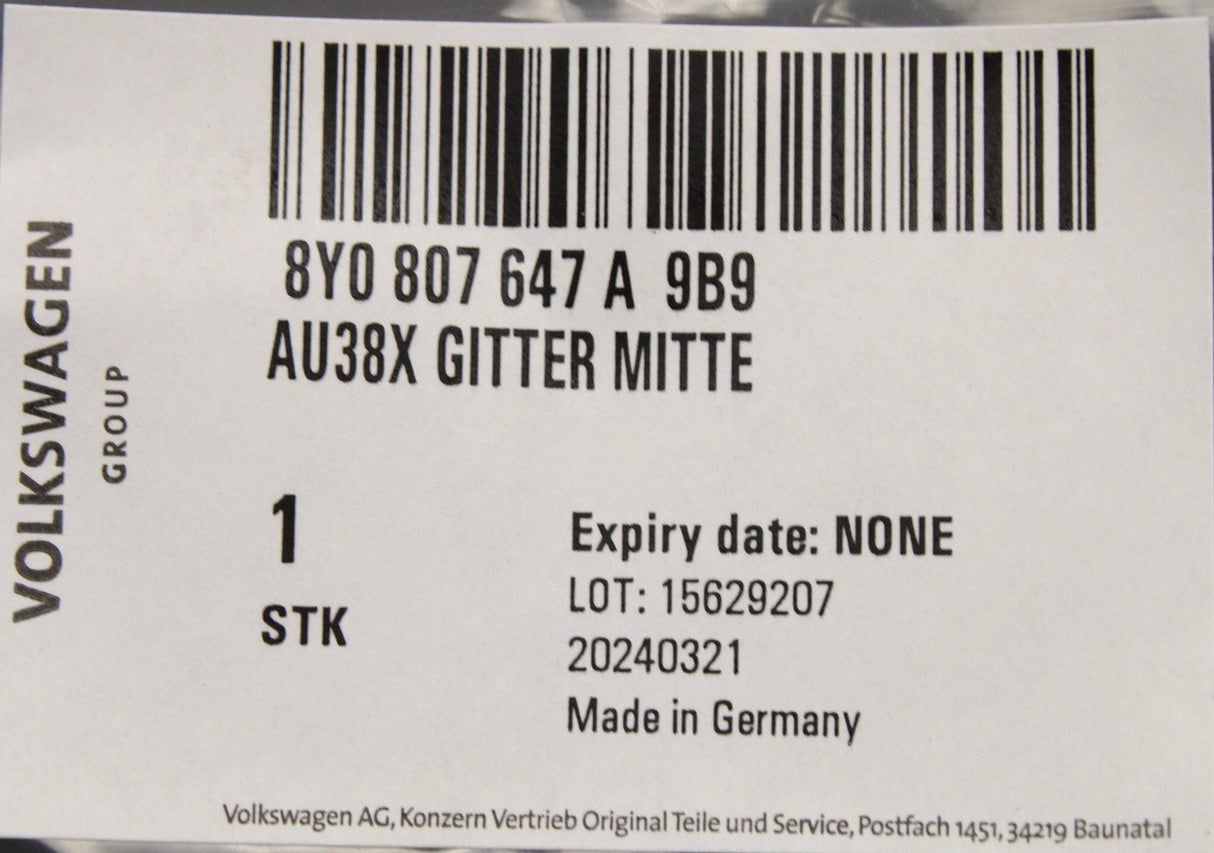 VOLKSWAGEN
GROUP
8Y0 807 647 A 9B9
AU38X GITTER MITTE
1
STK
Expiry date: NONE
LOT: 15629207
20240321
Made in Germany
Volkswagen AG, Konzern Vertrieb Original Teile und Service, Postfach 1451, 34219 Baunatal